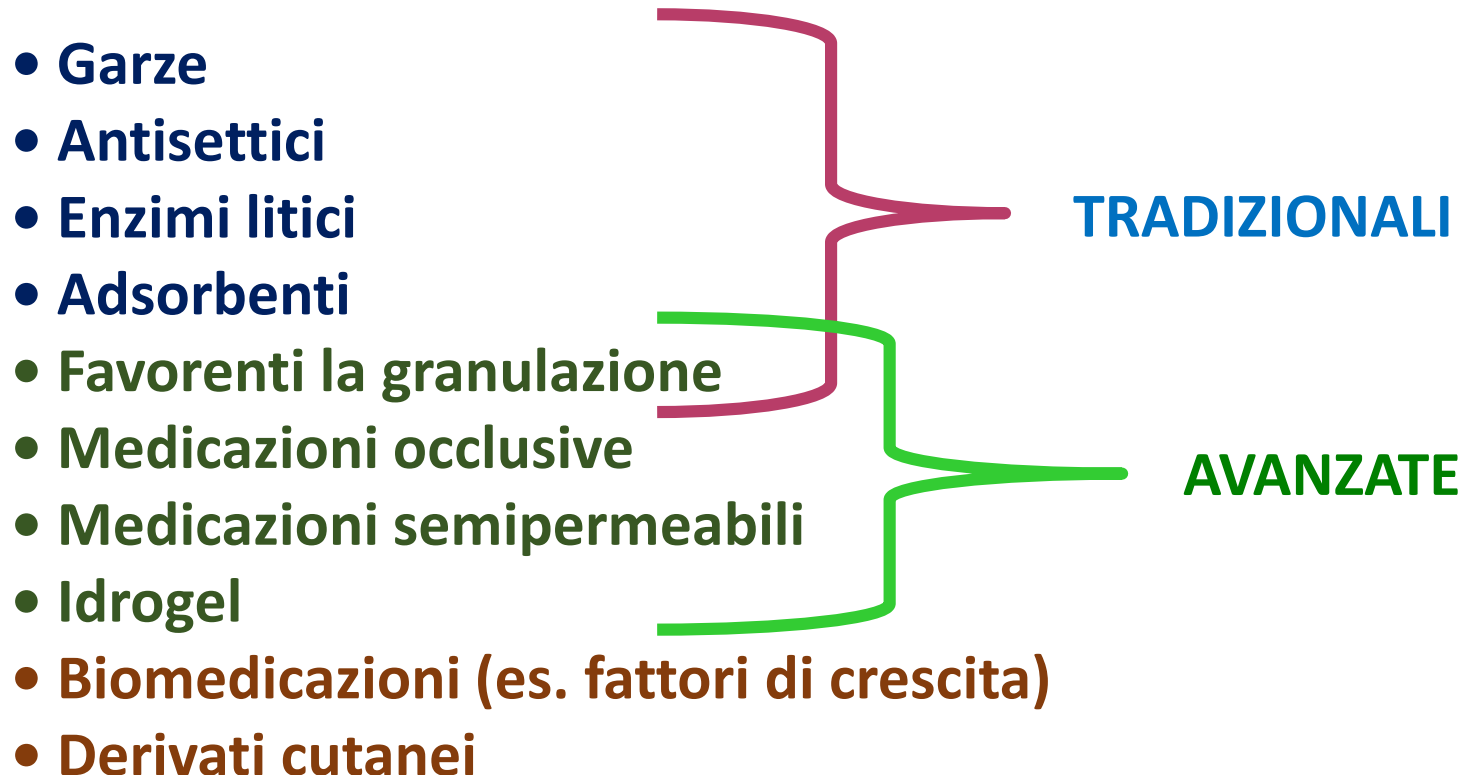 • Garze
• Antisettici
• Enzimi litici
TRADIZIONALI
• Adsorbenti
• Favorenti la granulazione
• Medicazioni occlusive
AVANZATE
• Medicazioni semipermeabili
• Idrogel
• Biomedicazioni (es. fattori di crescita)
• Derivati cutanei